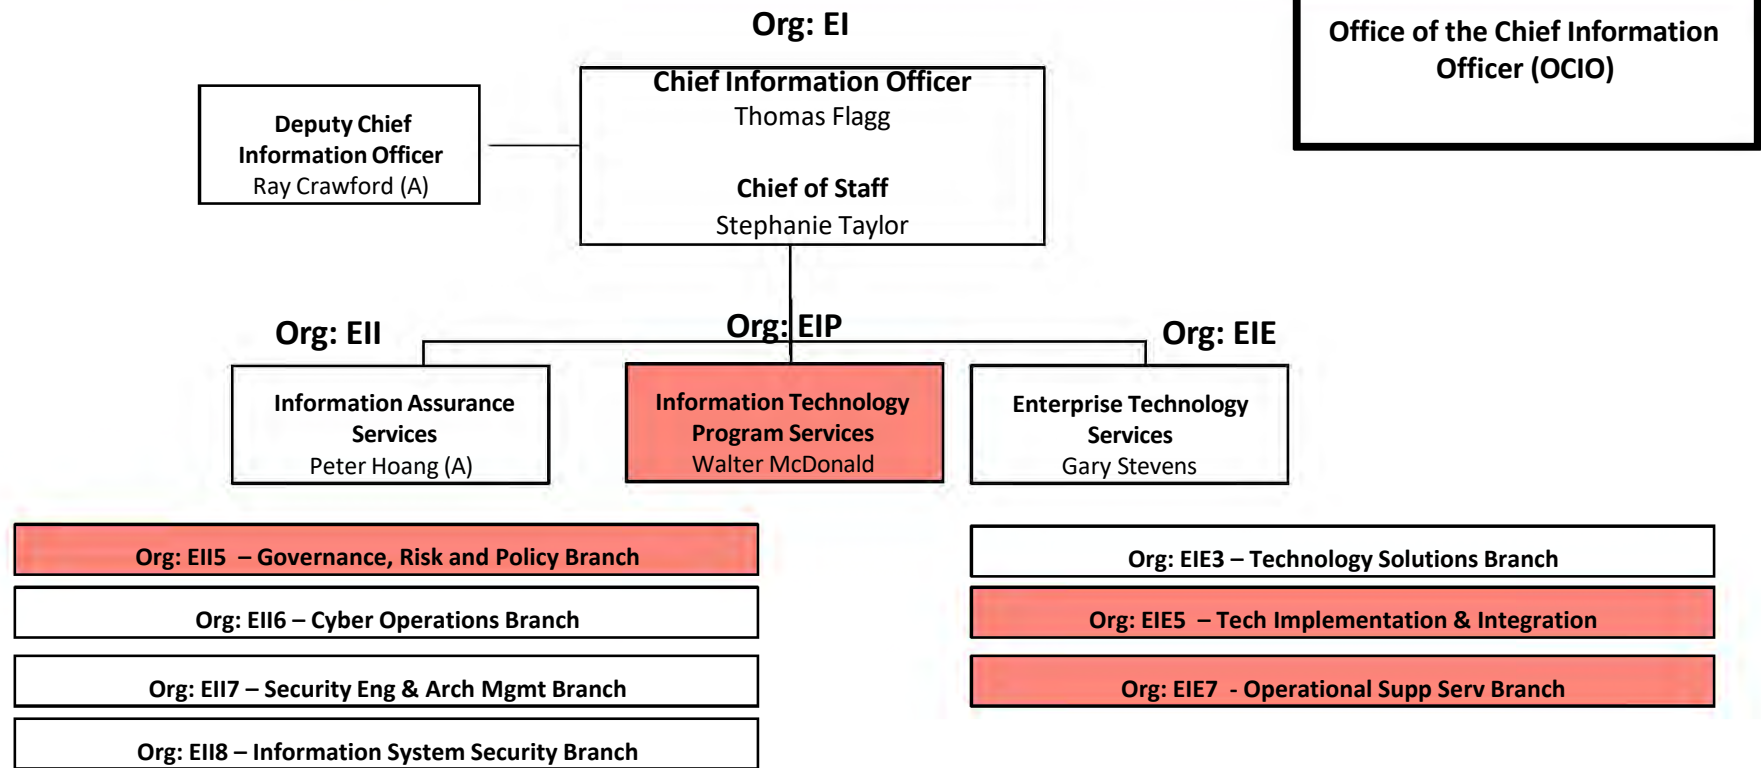 Org: EI
Office of the Chief Information
Officer (OCIO)
Chief Information Officer
Thomas Flagg
Chief of Staff
Stephanie Taylor
Deputy Chief
Information Officer
Ray Crawford (A)
Org: EII
Org: EIP
Org: EIE
Information Assurance
Services
Peter Hoang (A)
Information Technology
Program Services
Walter McDonald
Enterprise Technology
Services
Gary Stevens
Org: EII5 – Governance, Risk and Policy Branch
Org: EII6 – Cyber Operations Branch
Org: EII7 – Security Eng & Arch Mgmt Branch
Org: EII8 – Information System Security Branch
Org: EIE3 – Technology Solutions Branch
Org: EIE5 – Tech Implementation & Integration
Org: EIE7 - Operational Supp Serv Branch